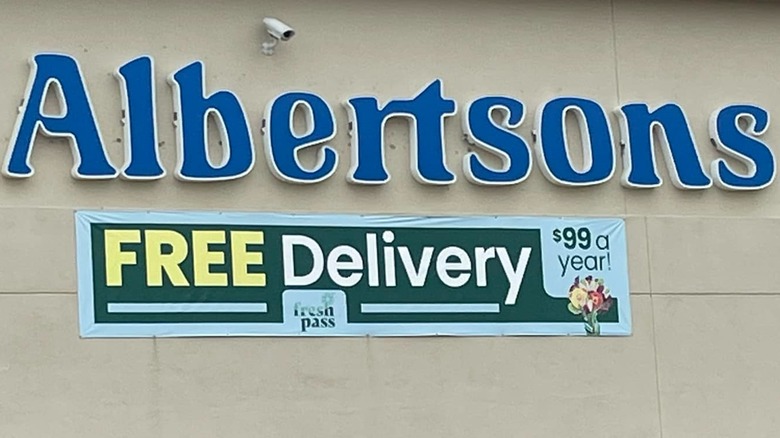 Albertsons
FREE Delivery
$99 a
year!
fresh
pass